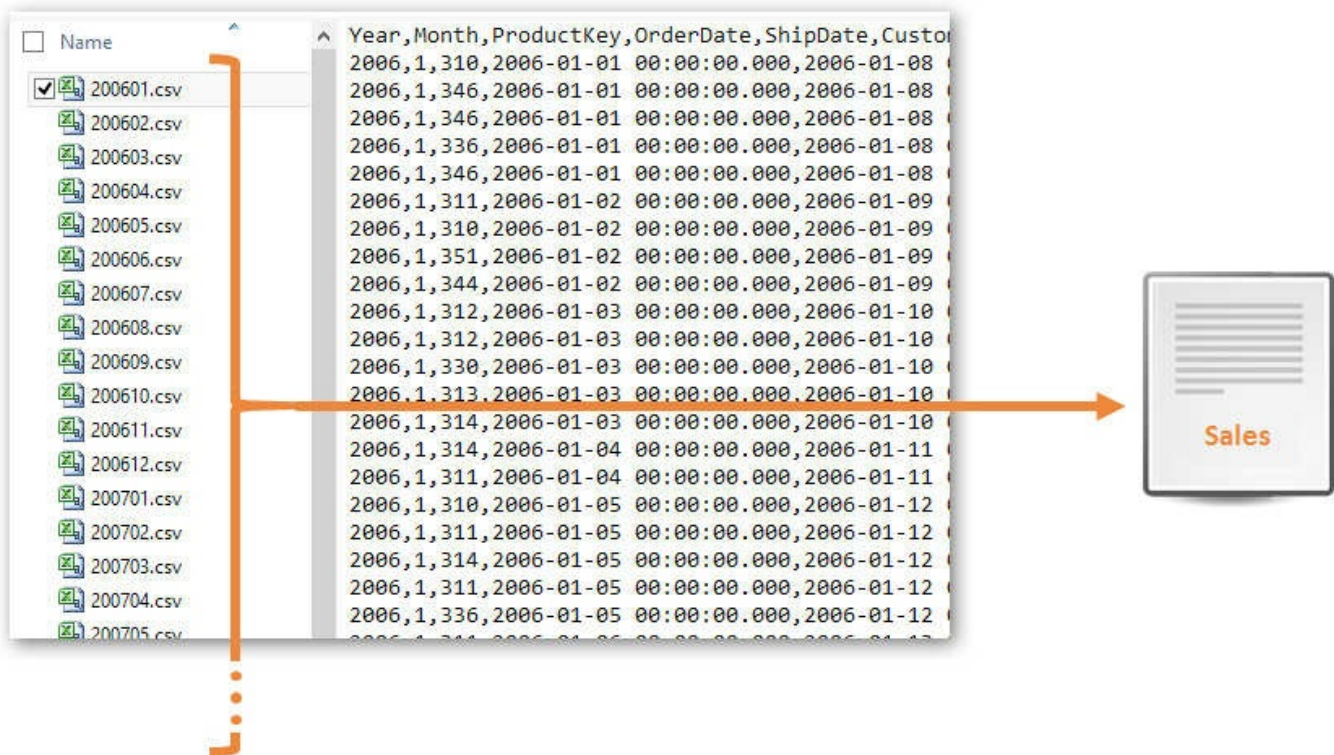 Name
200601.csv
200602.csv
200603.csv
200604.csv
200605.csv
200606.csv
200607.csv
200608.csv
200609.csv
200610.csv
200611.csv
200612.csv
200701.csv
200702.csv
200703.csv
200704.csv
200705.csv
Year,Month,ProductKey,OrderDate,ShipDate,Custo
2006,1,310,2006-01-01 00:00:00.000,2006-01-08
2006,1,346,2006-01-01 00:00:00.000,2006-01-08
2006,1,346,2006-01-01 00:00:00.000,2006-01-08
2006,1,336,2006-01-01 00:00:00.000,2006-01-08
2006,1,346,2006-01-01 00:00:00.000,2006-01-08
2006,1,311,2006-01-02 00:00:00.000,2006-01-09
2006,1,310,2006-01-02 00:00:00.000,2006-01-09
2006,1,351,2006-01-02 00:00:00.000,2006-01-09
2006,1,344,2006-01-02 00:00:00.000,2006-01-09
2006,1,312,2006-01-03 00:00:00.000,2006-01-10
2006,1,312,2006-01-03 00:00:00.000,2006-01-10
2006,1,330,2006-01-03 00:00:00.000,2006-01-10
2006,1,313,2006-01-03 00:00:00.000,2006-01-10
2006,1,314,2006-01-03 00:00:00.000,2006-01-10
2006,1,314,2006-01-04 00:00:00.000,2006-01-11
2006,1,311,2006-01-04 00:00:00.000,2006-01-11
2006,1,310,2006-01-05 00:00:00.000,2006-01-12
2006,1,311,2006-01-05 00:00:00.000,2006-01-12
2006,1,314,2006-01-05 00:00:00.000,2006-01-12
2006,1,311,2006-01-05 00:00:00.000,2006-01-12
2006,1,336,2006-01-05 00:00:00.000,2006-01-12
Sales